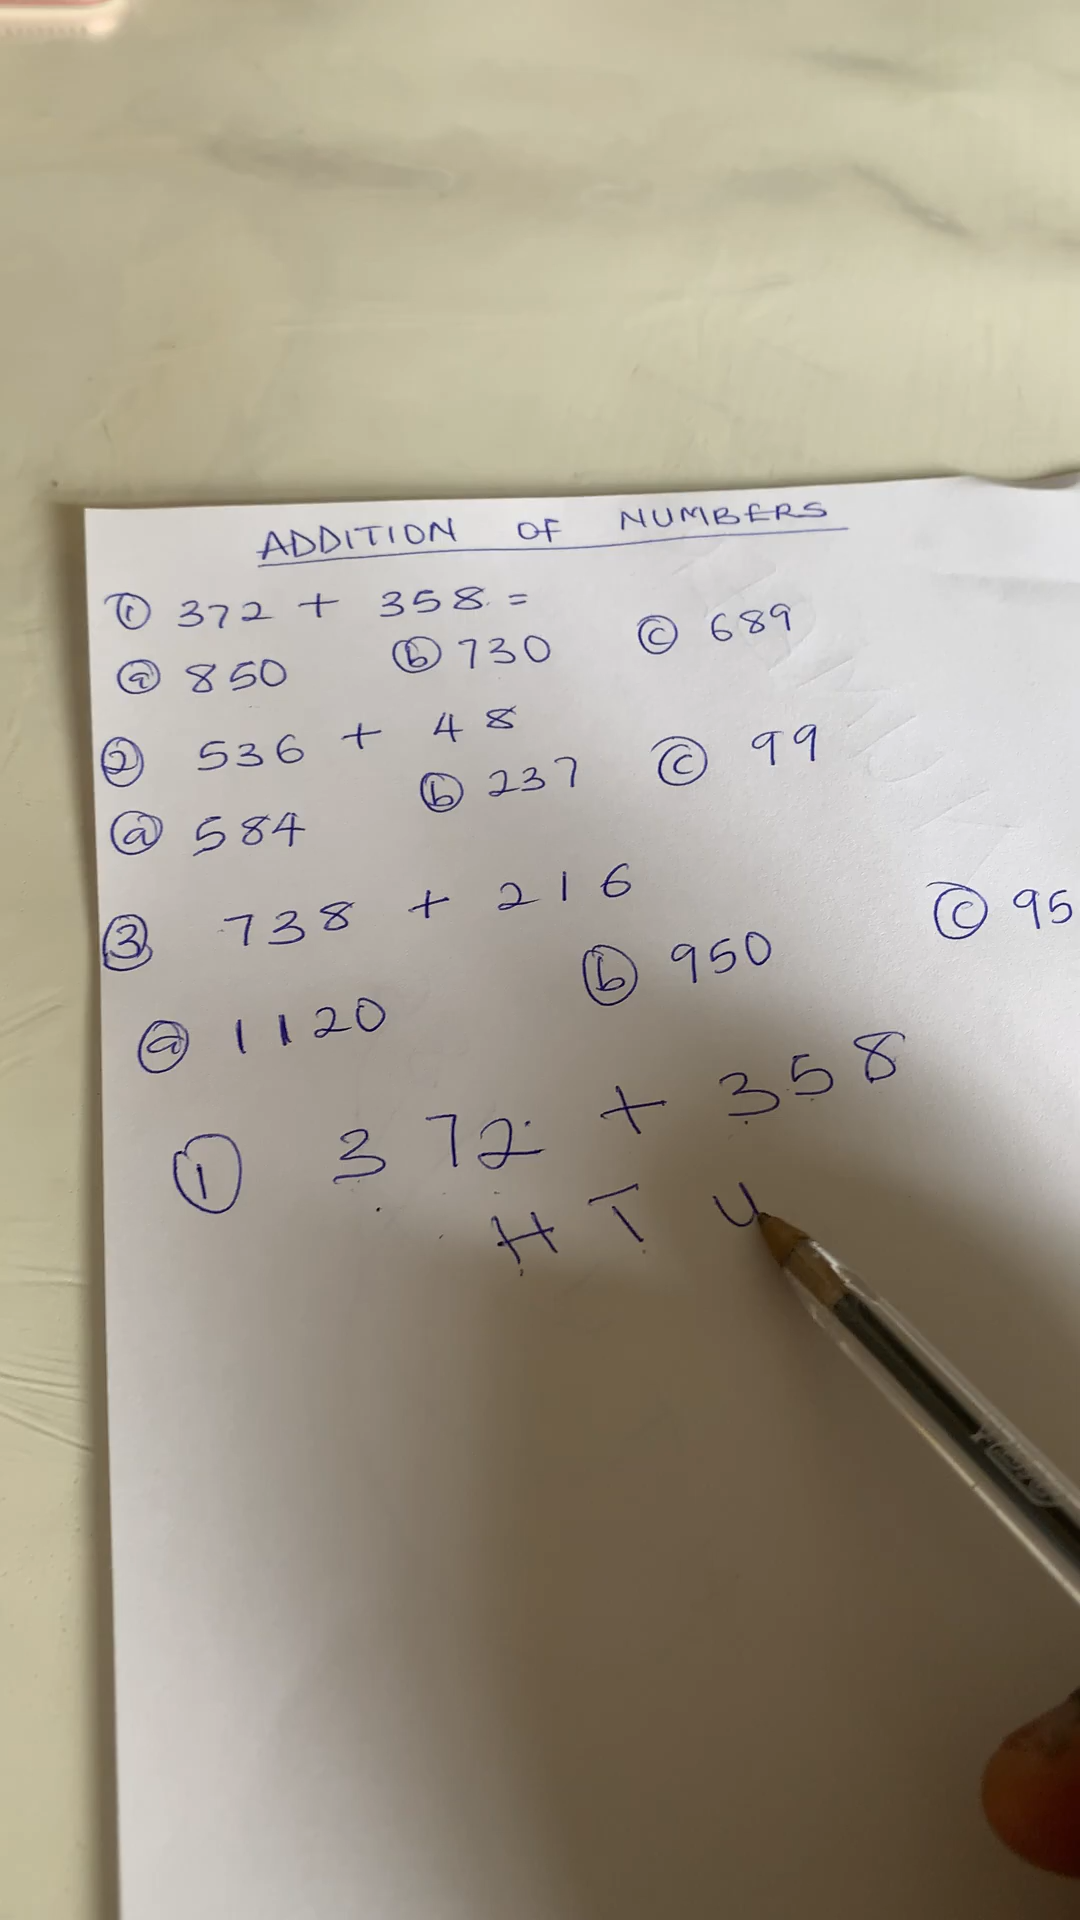 ADDITION OF NUMBERS
① 372 + 358 =
ⓐ 850 ⓑ 730 ⓒ 689
② 536 + 48
ⓐ 584 ⓑ 237 ⓒ 99
③ 738 + 216
ⓐ 1120 ⓑ 950 ⓒ 95
① 372 + 358
H T U